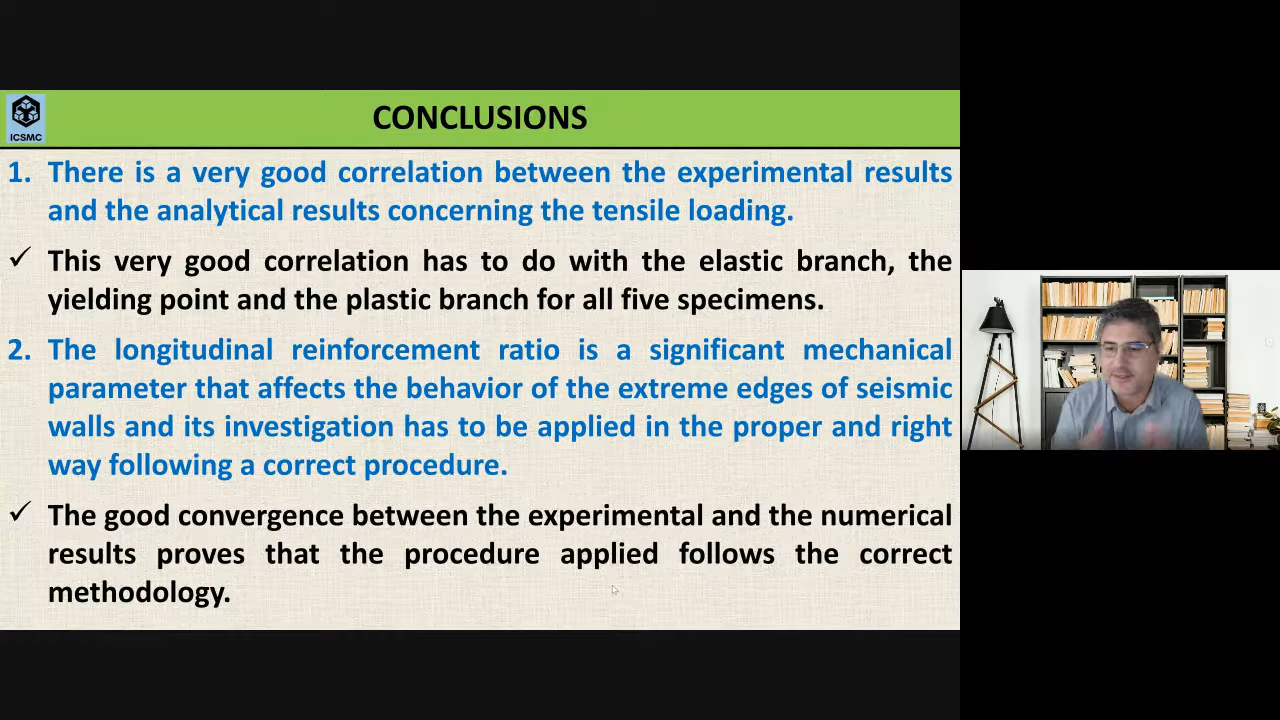 ICSMC
CONCLUSIONS
1. There is a very good correlation between the experimental results
and the analytical results concerning the tensile loading.
✓ This very good correlation has to do with the elastic branch, the
yielding point and the plastic branch for all five specimens.
2. The longitudinal reinforcement ratio is a significant mechanical
parameter that affects the behavior of the extreme edges of seismic
walls and its investigation has to be applied in the proper and right
way following a correct procedure.
✓ The good convergence between the experimental and the numerical
results proves that the procedure applied follows the correct
methodology.